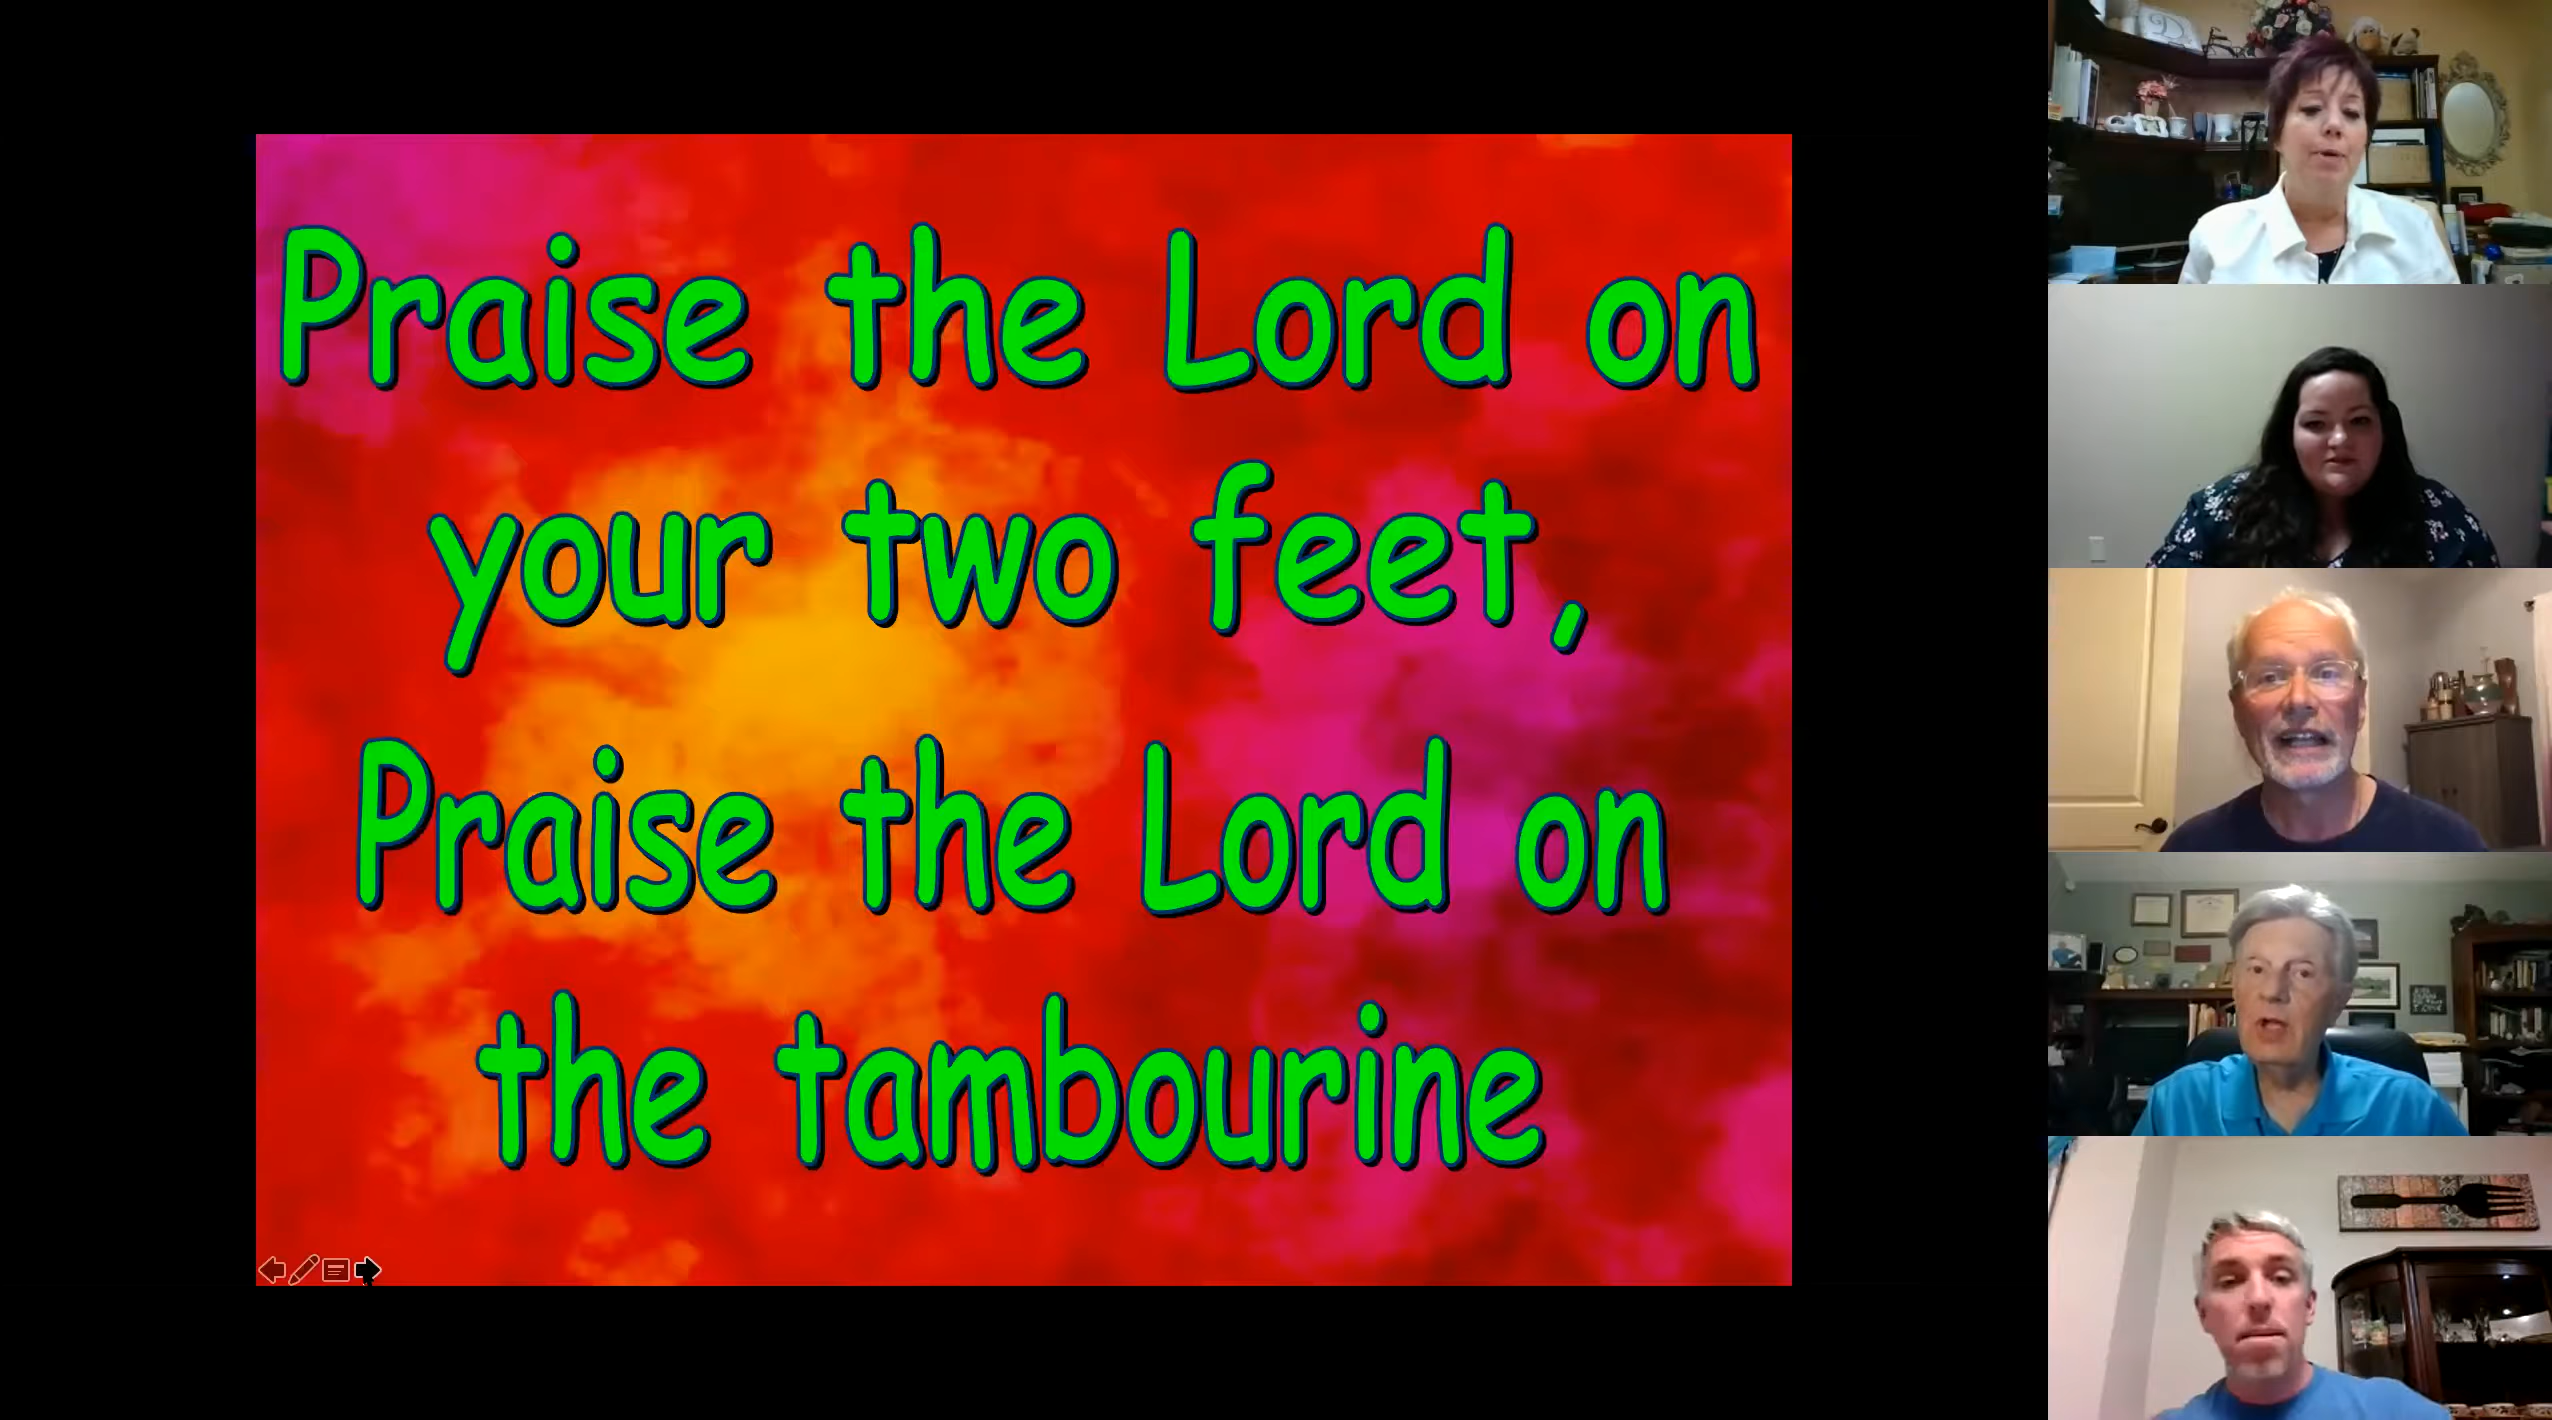 Praise the Lord on
your two feet,
Praise the Lord on
the tambourine
D